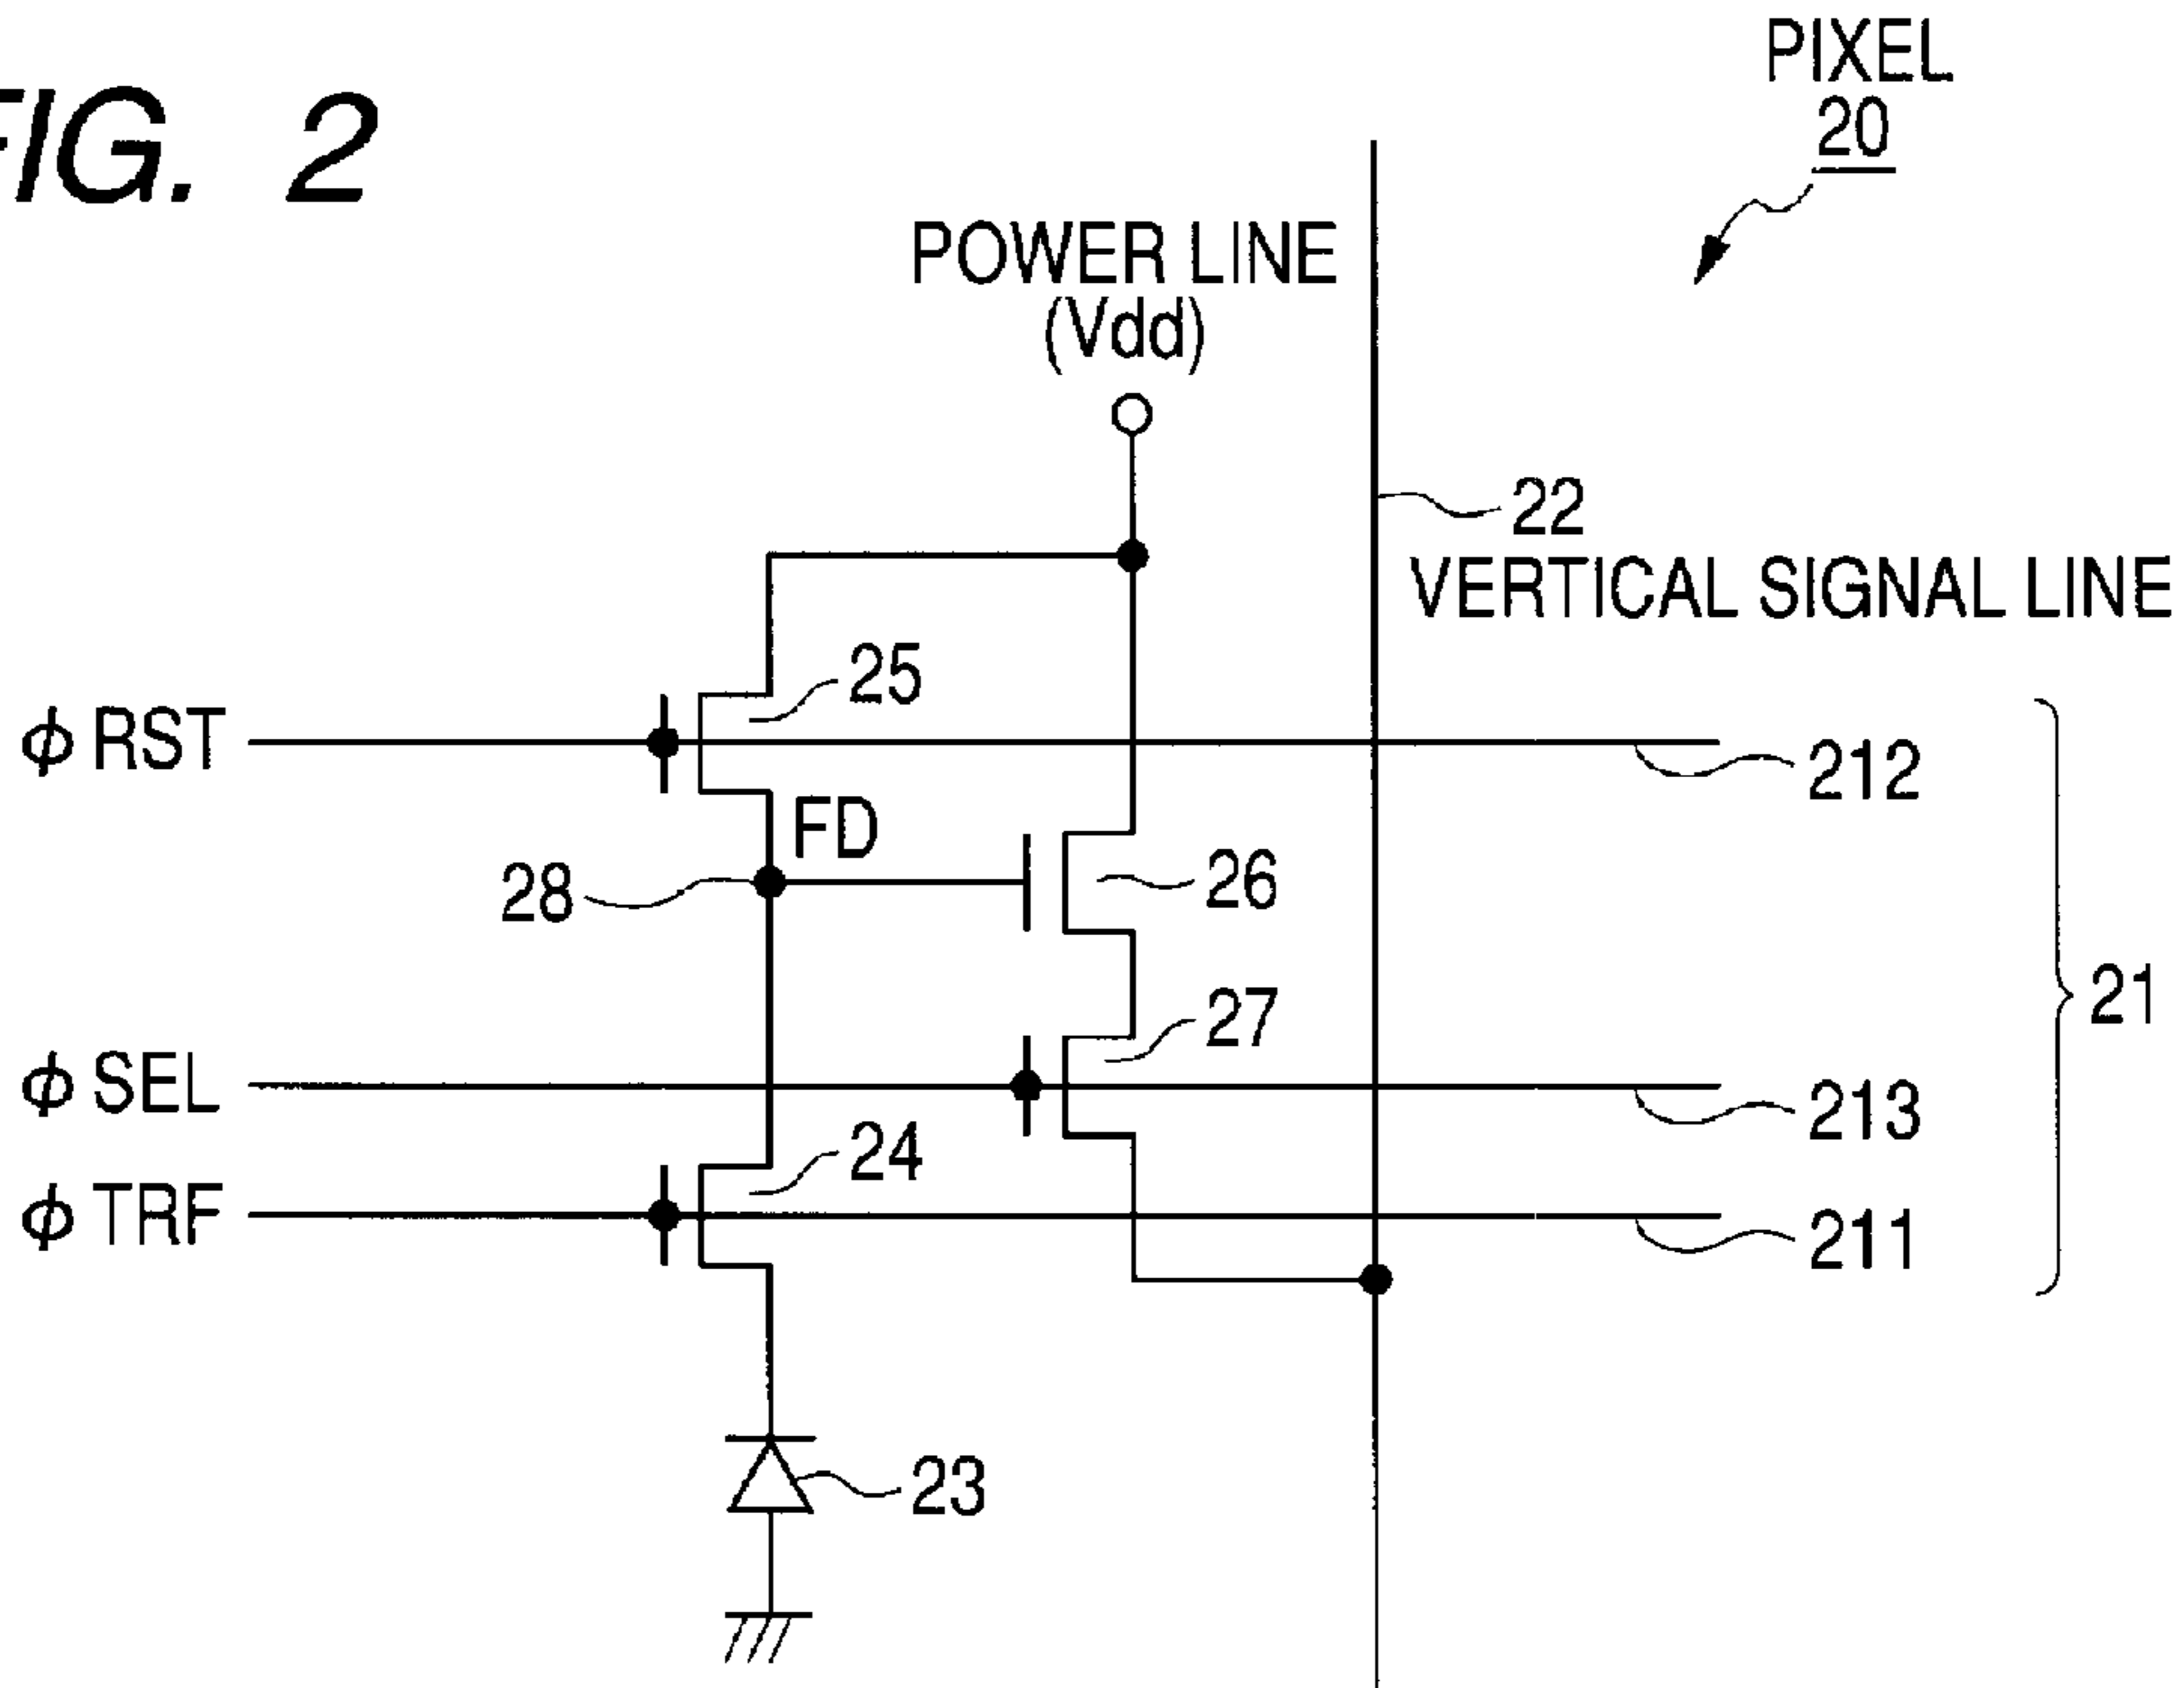 FIG. 2
PIXEL
20
POWER LINE
(Vdd)
22
VERTICAL SIGNAL LINE
25
ϕ RST
212
FD
28
26
21
27
ϕ SEL
213
24
ϕ TRF
211
23